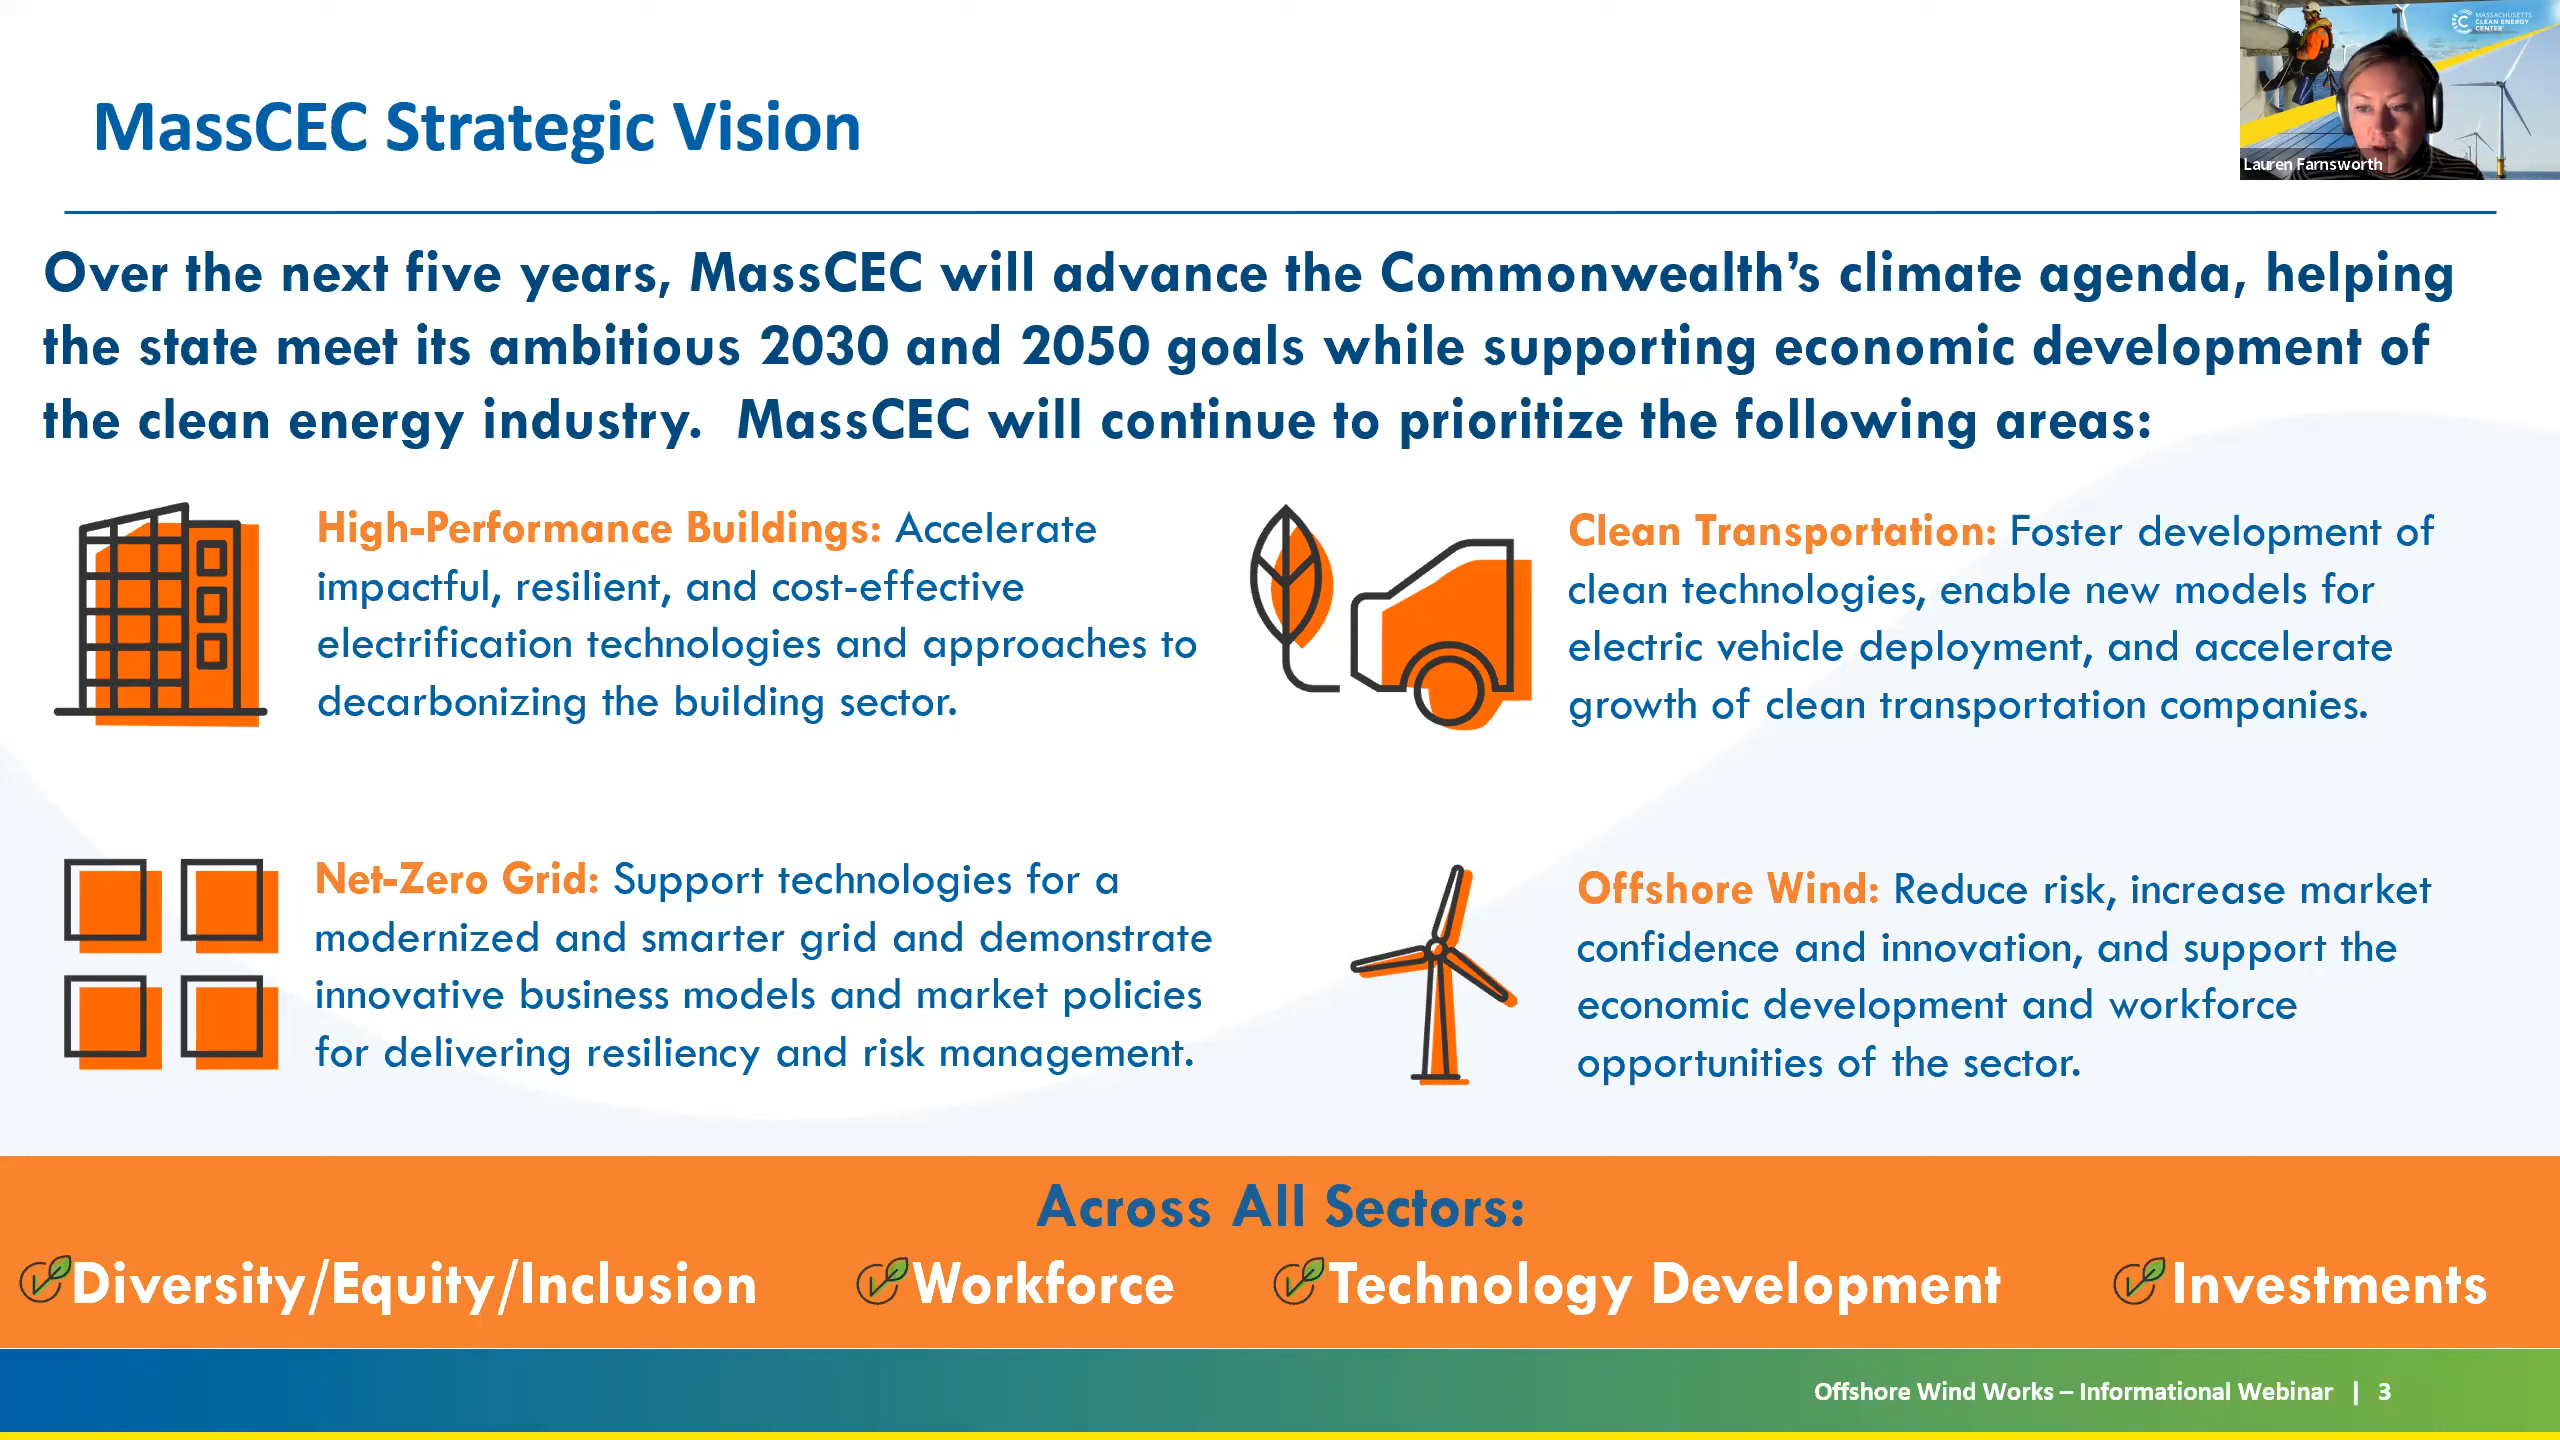 MassCEC Strategic Vision
MASSACHUSETTS
CLEAN ENERGY
CENTER
Lauren Farnsworth
Over the next five years, MassCEC will advance the Commonwealth’s climate agenda, helping
the state meet its ambitious 2030 and 2050 goals while supporting economic development of
the clean energy industry.  MassCEC will continue to prioritize the following areas:
High-Performance Buildings: Accelerate
impactful, resilient, and cost-effective
electrification technologies and approaches to
decarbonizing the building sector.
Clean Transportation: Foster development of
clean technologies, enable new models for
electric vehicle deployment, and accelerate
growth of clean transportation companies.
Net-Zero Grid: Support technologies for a
modernized and smarter grid and demonstrate
innovative business models and market policies
for delivering resiliency and risk management.
Offshore Wind: Reduce risk, increase market
confidence and innovation, and support the
economic development and workforce
opportunities of the sector.
Across All Sectors:
Diversity/Equity/Inclusion Workforce Technology Development Investments
Offshore Wind Works – Informational Webinar | 3